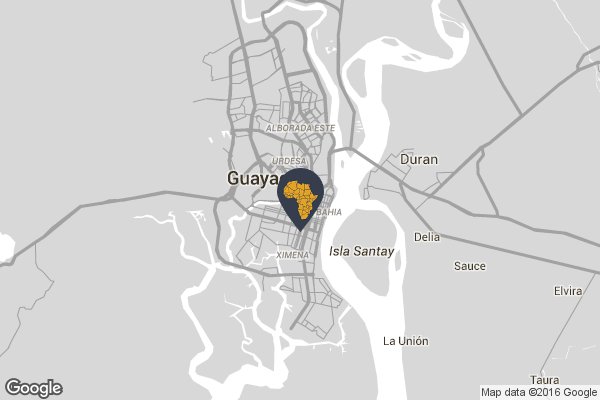 ALBORADA ESTE
URDESA
Duran
Guaya
BAHIA
Delia
Isla Santay
XIMENA
Sauce
Elvira
La Unión
Taura
Google
Map data ©2016 Google